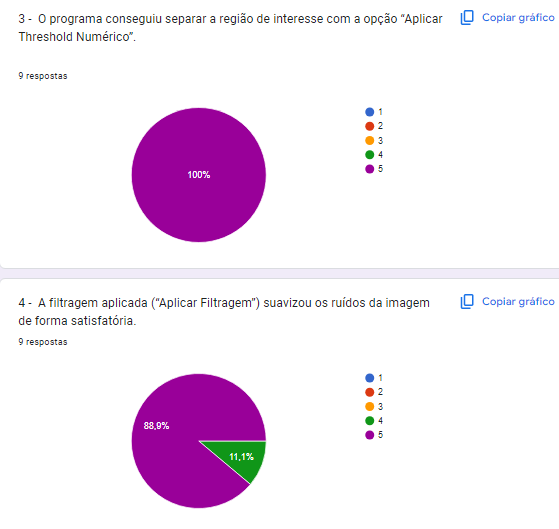 3 -  O programa conseguiu separar a região de interesse com a opção “Aplicar
Threshold Numérico”.
Copiar gráfico
9 respostas
100%
1
2
3
4
5
4 -  A filtragem aplicada (“Aplicar Filtragem”) suavizou os ruídos da imagem
de forma satisfatória.
Copiar gráfico
9 respostas
88,9%
11,1%
1
2
3
4
5